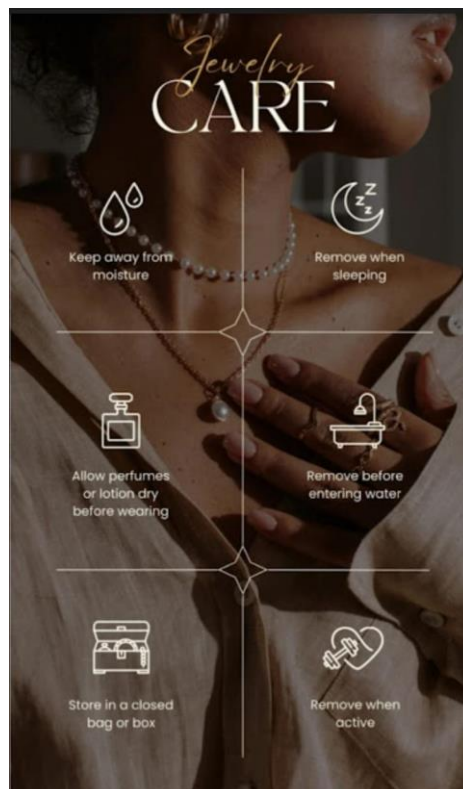 Jewelry
CARE
Keep away from
moisture
Remove when
sleeping
Allow perfumes
or lotion dry
before wearing
Remove before
entering water
Store in a closed
bag or box
Remove when
active